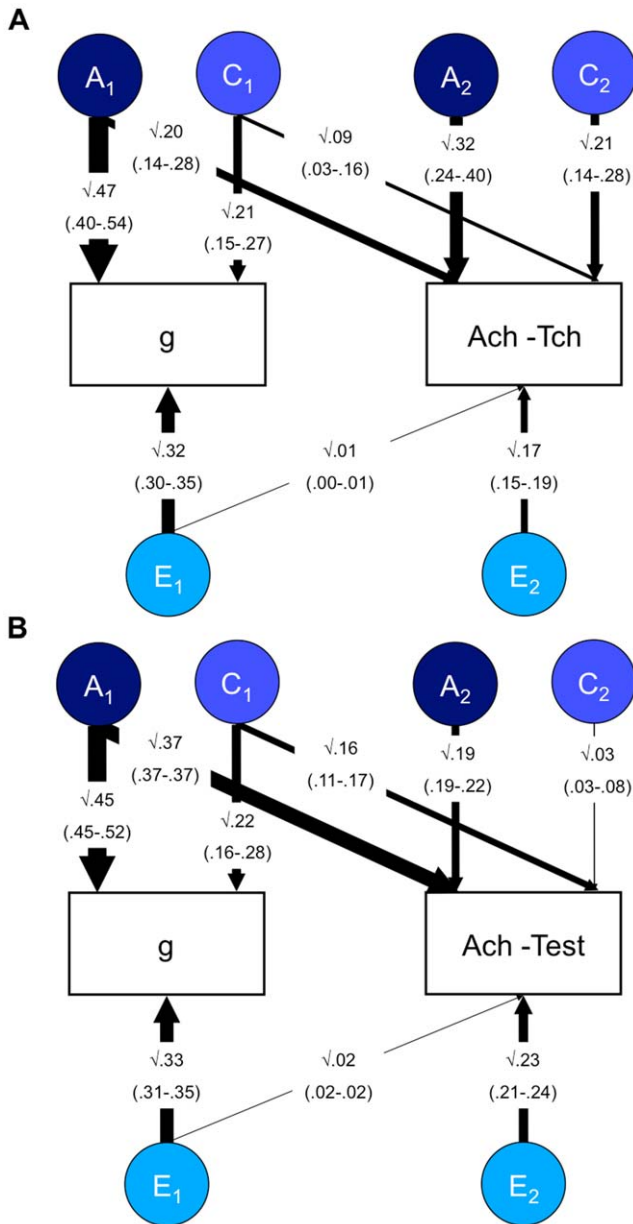 A
A₁ C₁ A₂ C₂
√.20 √.09 √.32 √.21
(.14-.28) (.03-.16) (.24-.40) (.14-.28)
√.47 √.21
(.40-.54) (.15-.27)
g Ach -Tch
√.32 √.01 √.17
(.30-.35) (.00-.01) (.15-.19)
E₁ E₂
B
A₁ C₁ A₂ C₂
√.37 √.16 √.19 √.03
(.37-.37) (.11-.17) (.19-.22) (.03-.08)
√.45 √.22
(.45-.52) (.16-.28)
g Ach -Test
√.33 √.02 √.23
(.31-.35) (.02-.02) (.21-.24)
E₁ E₂